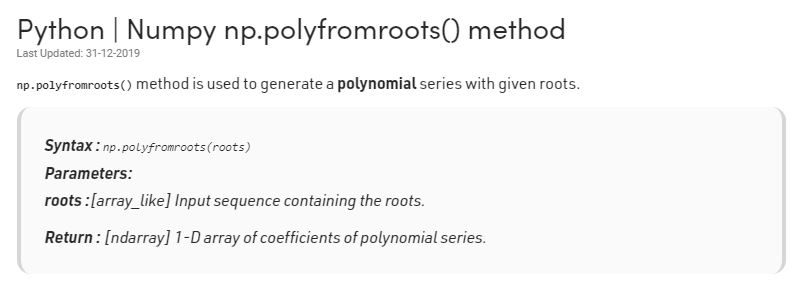 Python | Numpy np.polyfromroots() method
Last Updated: 31-12-2019
np.polyfromroots() method is used to generate a polynomial series with given roots.
Syntax : np.polyfromroots(roots)
Parameters:
roots :[array_like] Input sequence containing the roots.
Return : [ndarray] 1-D array of coefficients of polynomial series.